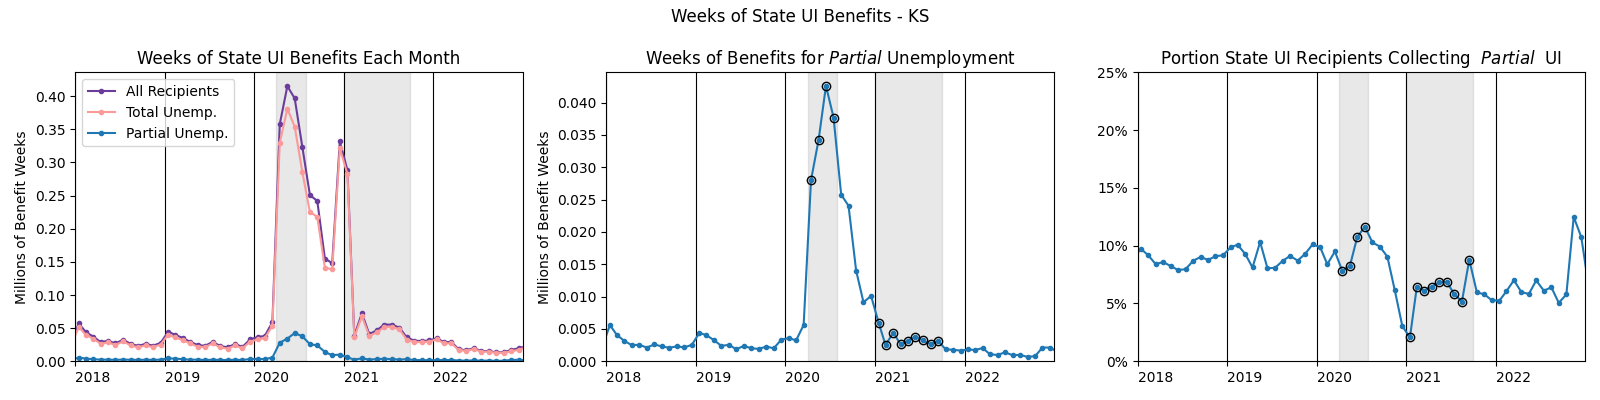 Weeks of State UI Benefits - KS
Weeks of State UI Benefits Each Month
Millions of Benefit Weeks
0.40
0.35
0.30
0.25
0.20
0.15
0.10
0.05
0.00
All Recipients
Total Unemp.
Partial Unemp.
2018 2019 2020 2021 2022
Weeks of Benefits for Partial Unemployment
Millions of Benefit Weeks
0.040
0.035
0.030
0.025
0.020
0.015
0.010
0.005
0.000
2018 2019 2020 2021 2022
Portion State UI Recipients Collecting Partial UI
25%
20%
15%
10%
5%
0%
2018 2019 2020 2021 2022